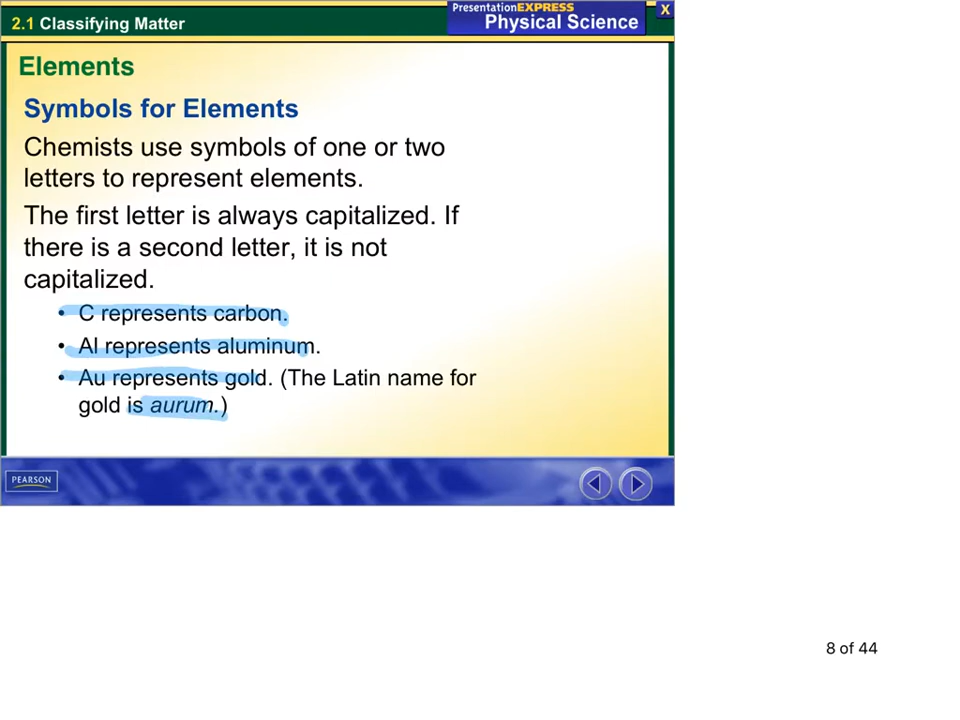 2.1 Classifying Matter
PresentationEXPRESS
Physical Science
X
Elements
Symbols for Elements
Chemists use symbols of one or two
letters to represent elements.
The first letter is always capitalized. If
there is a second letter, it is not
capitalized.
• C represents carbon.
• Al represents aluminum.
• Au represents gold. (The Latin name for
gold is aurum.)
PEARSON
8 of 44